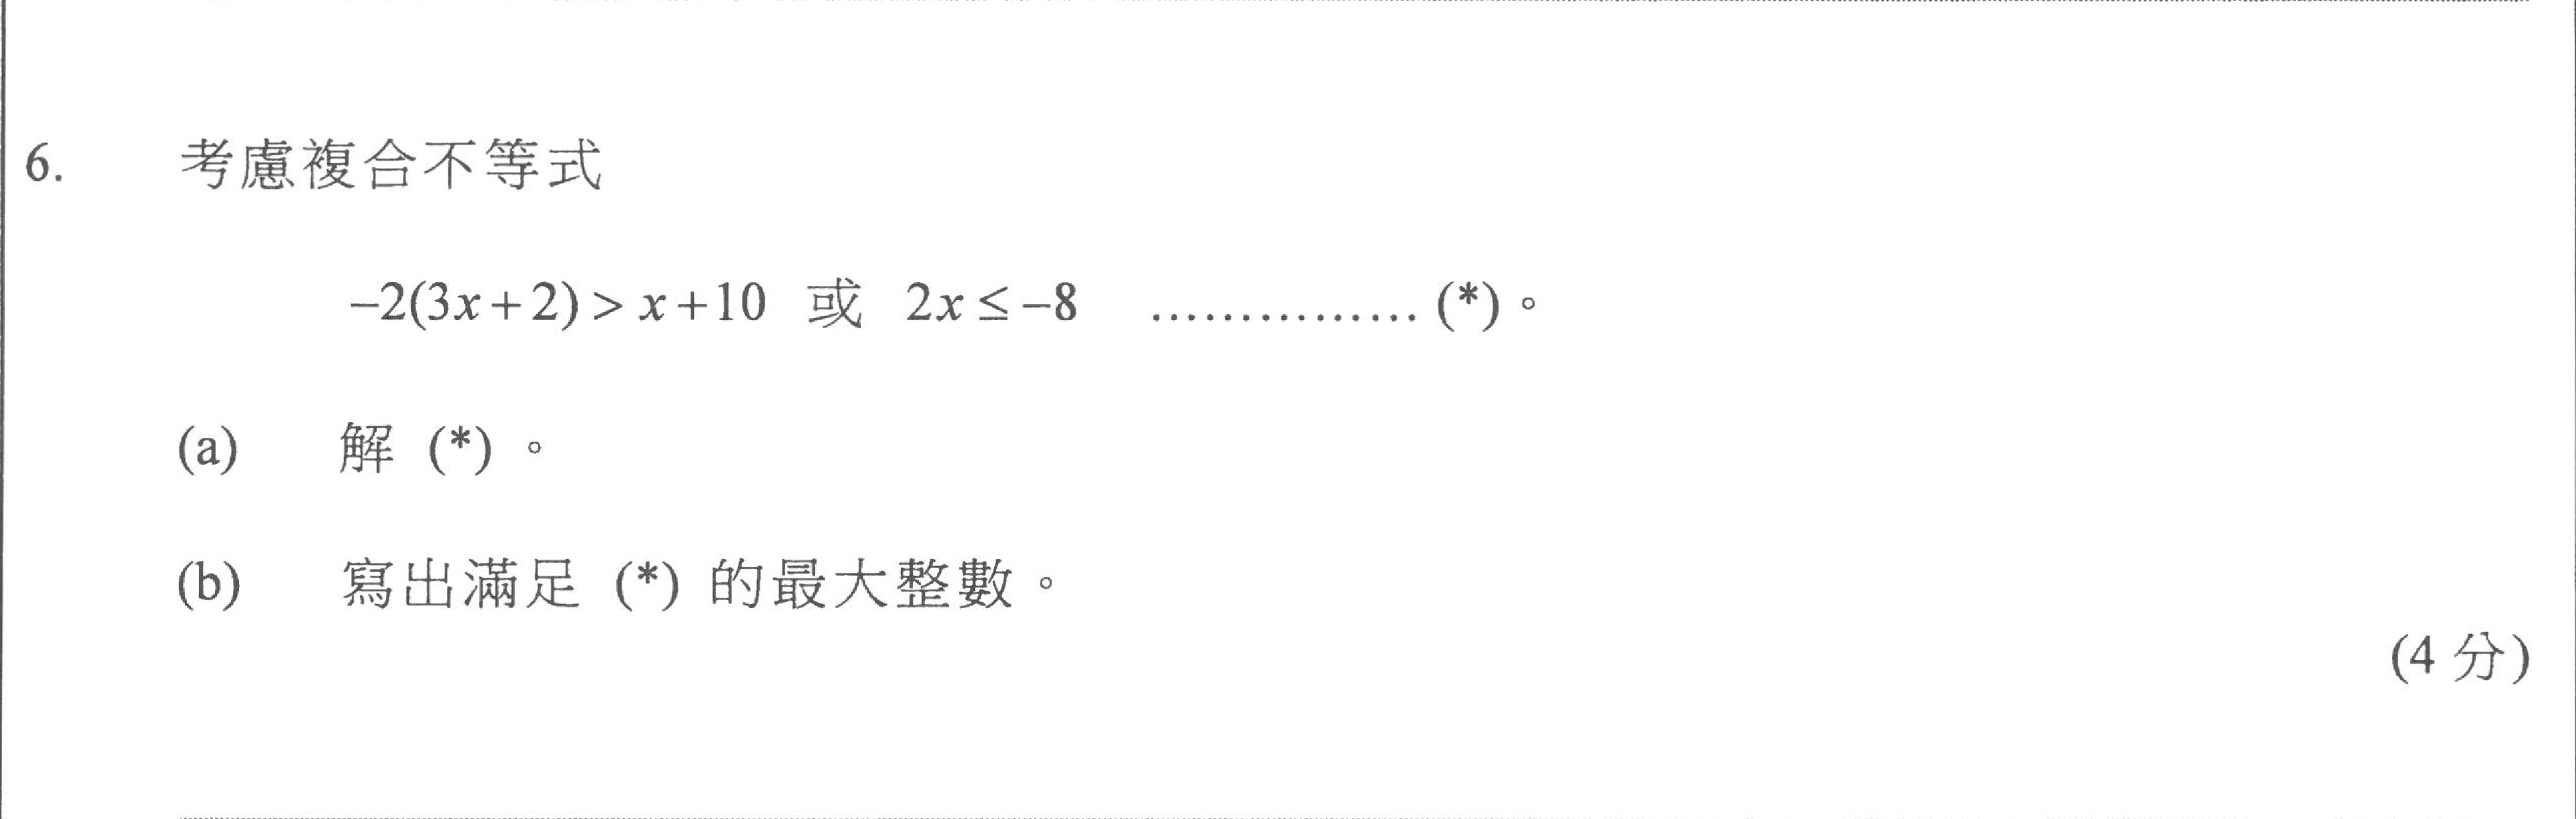 6. 考慮複合不等式
−2(3x+2) > x+10 或 2x ≤ −8 ............... (*)。
(a) 解 (*)。
(b) 寫出滿足 (*) 的最大整數。
(4 分)